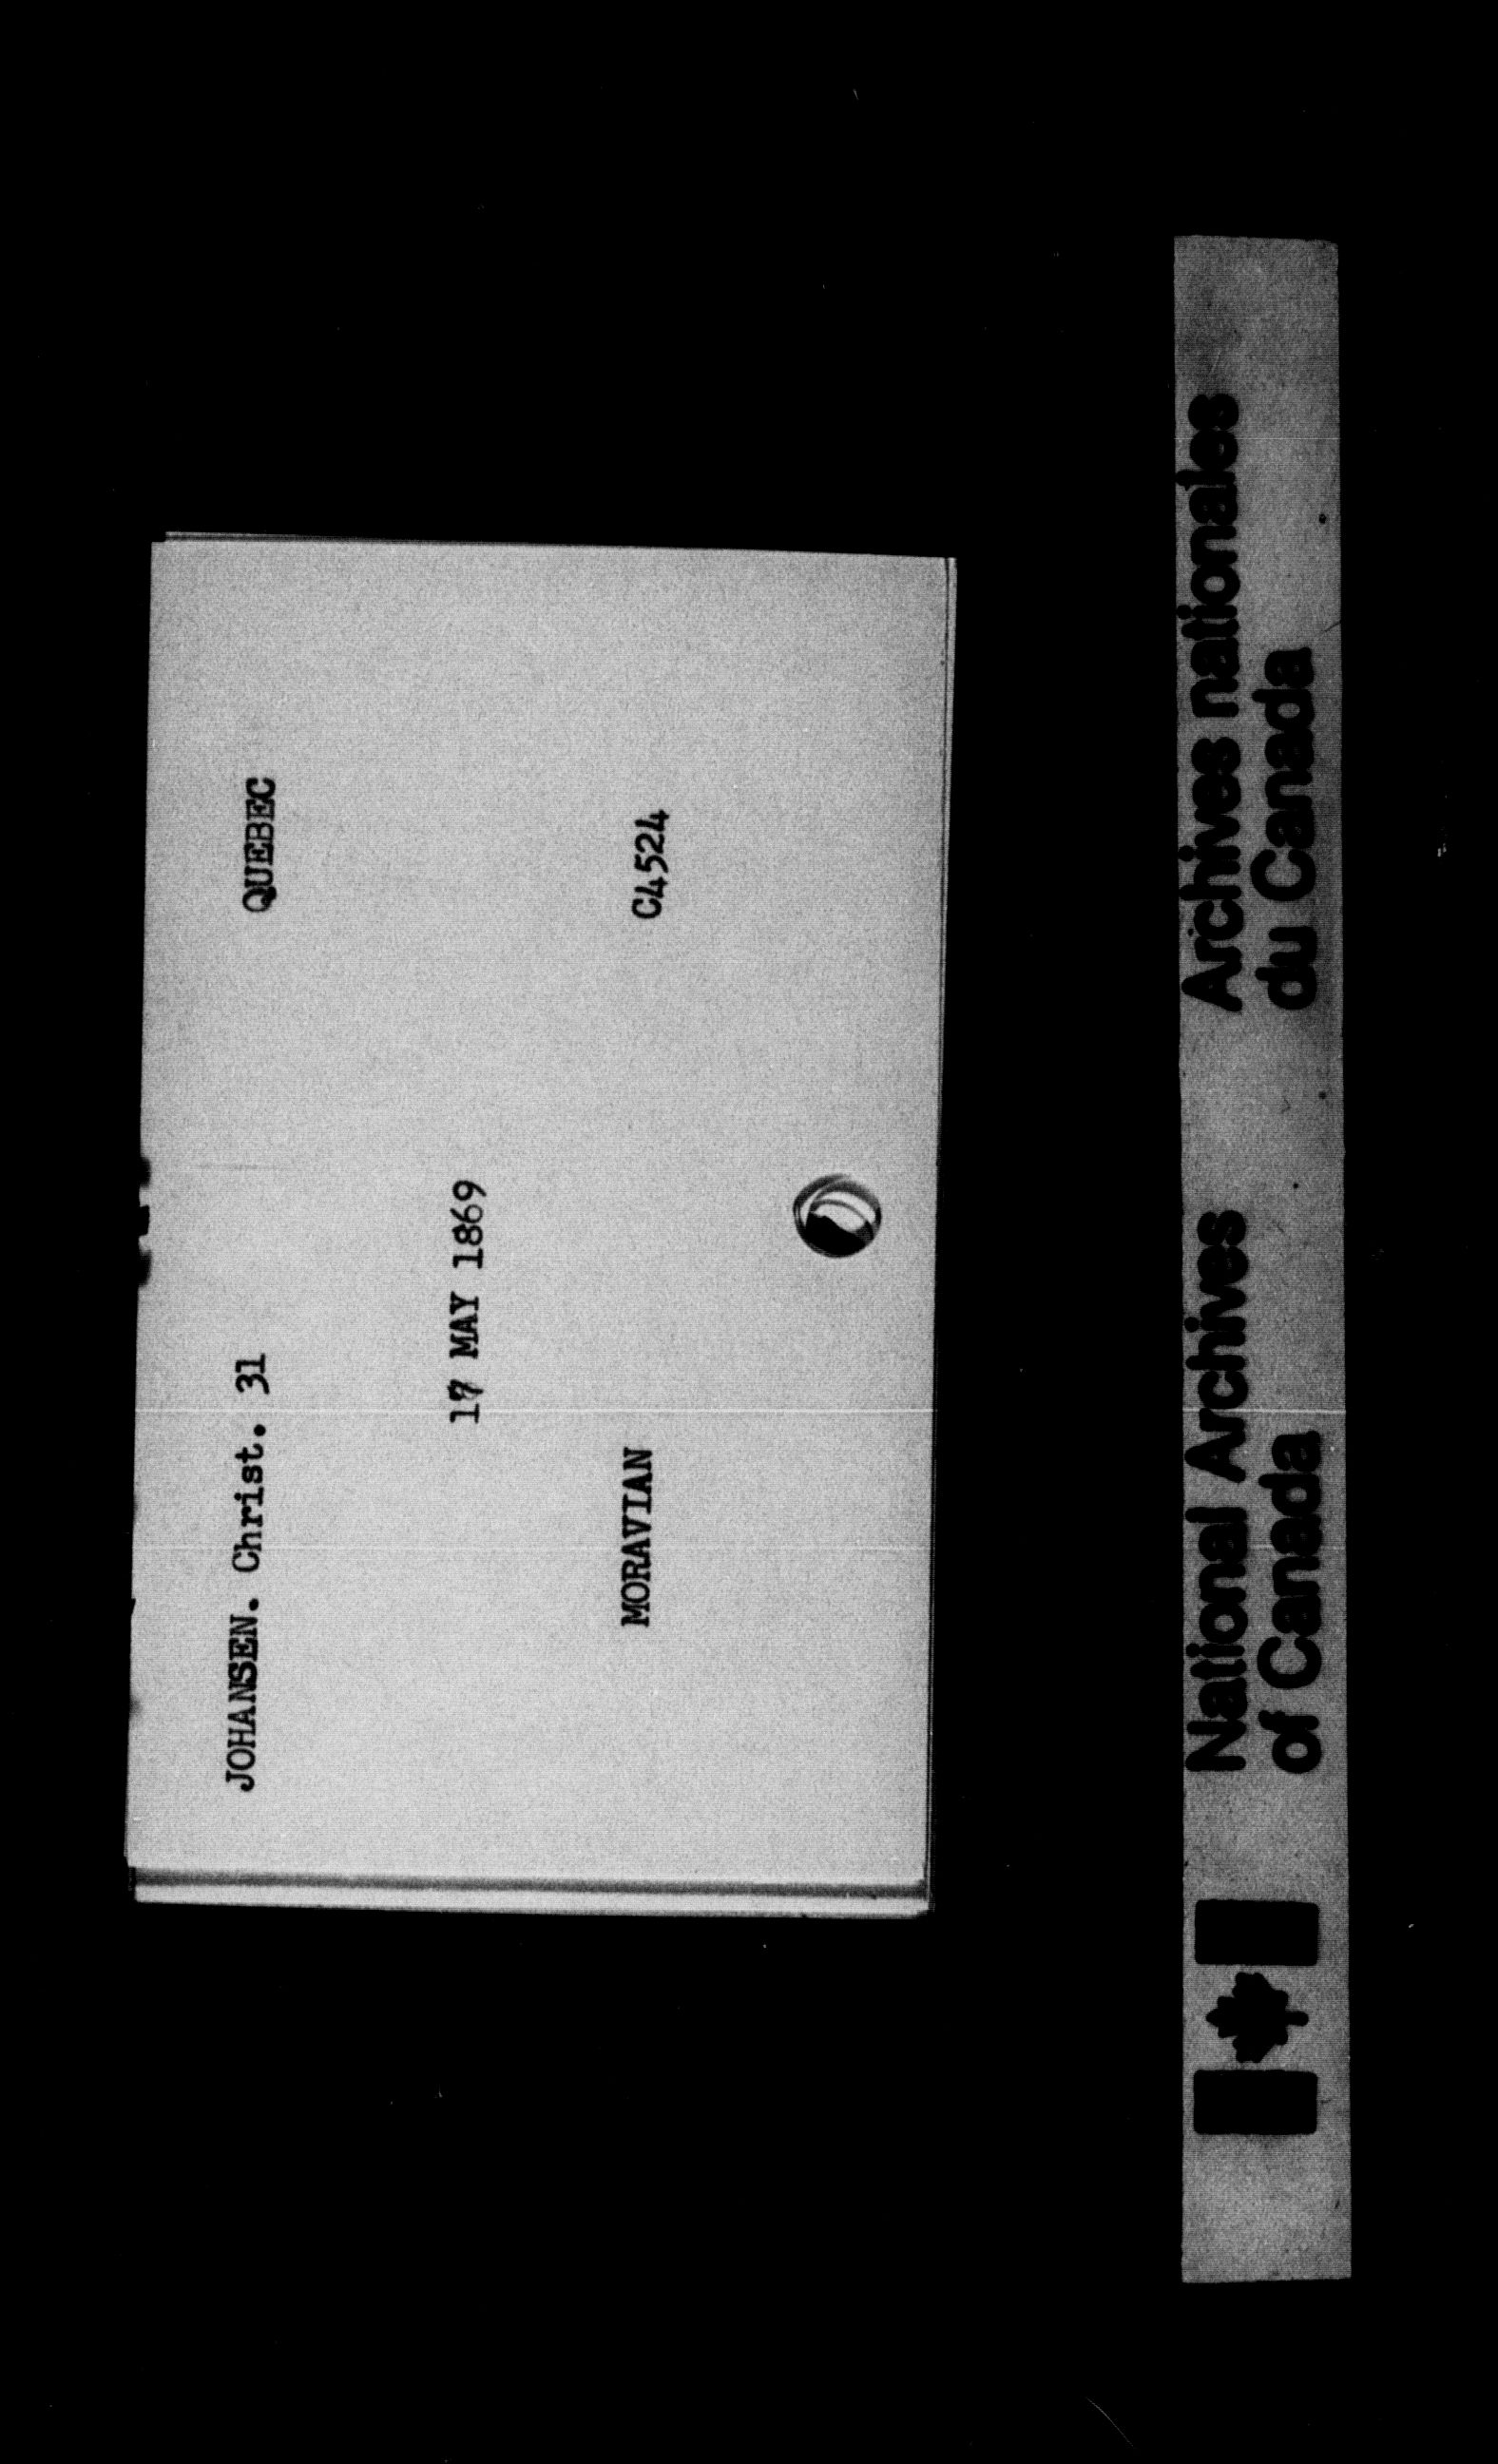 JOHANSEN. Christ. 31 QUEBEC
17 MAY 1869
MORAVIAN C4524
National Archives
of Canada
Archives nationales
du Canada